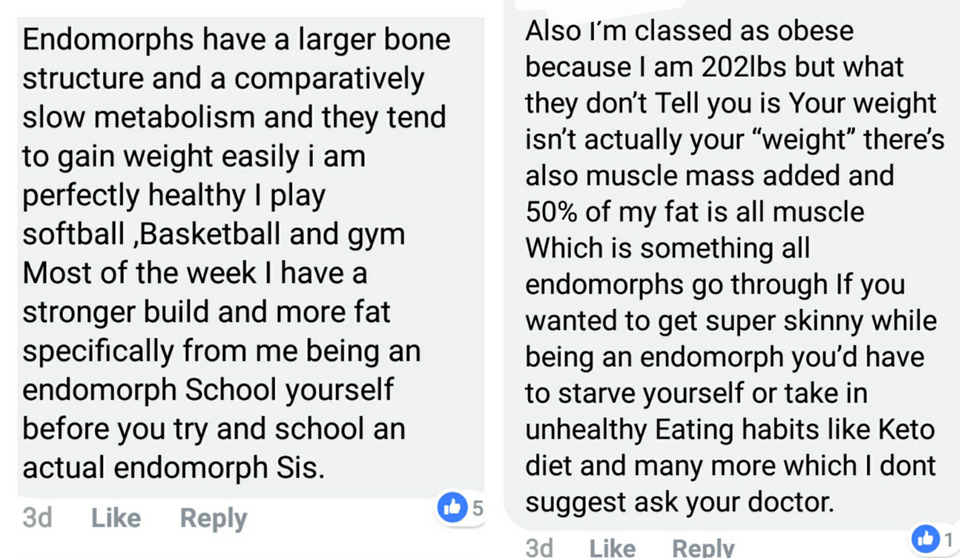 Endomorphs have a larger bone
structure and a comparatively
slow metabolism and they tend
to gain weight easily i am
perfectly healthy I play
softball ,Basketball and gym
Most of the week I have a
stronger build and more fat
specifically from me being an
endomorph School yourself
before you try and school an
actual endomorph Sis.
3d Like Reply 5
Also I'm classed as obese
because I am 202lbs but what
they don't Tell you is Your weight
isn't actually your “weight” there's
also muscle mass added and
50% of my fat is all muscle
Which is something all
endomorphs go through If you
wanted to get super skinny while
being an endomorph you'd have
to starve yourself or take in
unhealthy Eating habits like Keto
diet and many more which I dont
suggest ask your doctor.
3d Like Reply 1